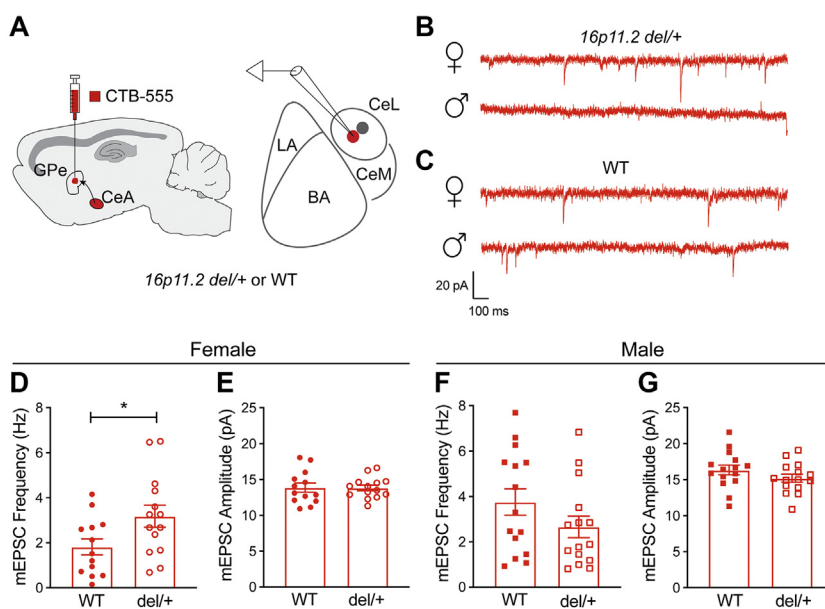 A
CTB-555
GPe
CeA
CeL
LA
CeM
BA
16p11.2 del/+ or WT
B
16p11.2 del/+
♀
♂
C
WT
♀
♂
20 pA
100 ms
Female
Male
D
mEPSC Frequency (Hz)
8
6
4
2
0
*
WT del/+
E
mEPSC Amplitude (pA)
25
20
15
10
5
0
WT del/+
F
mEPSC Frequency (Hz)
8
6
4
2
0
WT del/+
G
mEPSC Amplitude (pA)
25
20
15
10
5
0
WT del/+